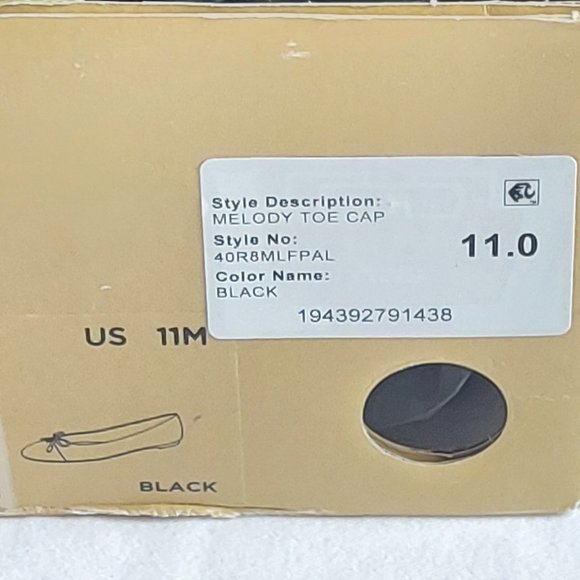 Style Description:
MELODY TOE CAP
Style No:
40R8MLFPAL
11.0
Color Name:
BLACK
194392791438
US 11M
BLACK